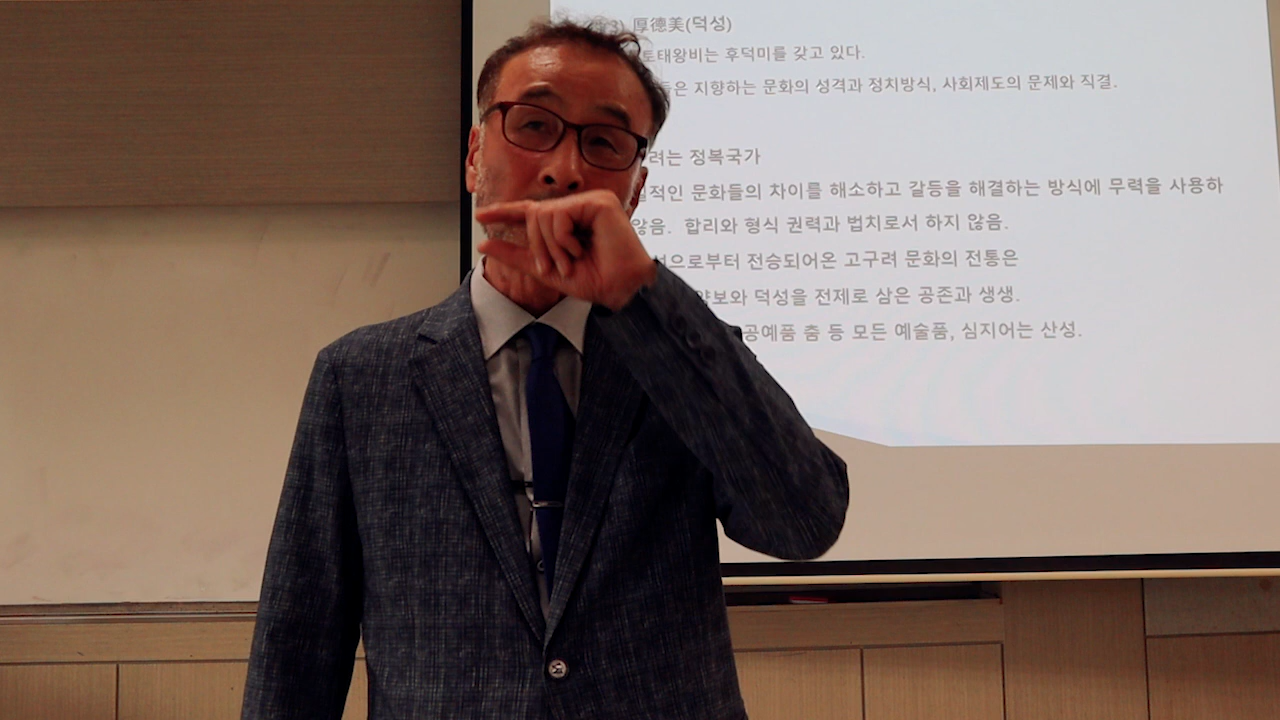 3) 厚德美(덕성)
토태왕비는 후덕미를 갖고 있다.
들은 지향하는 문화의 성격과 정치방식, 사회제도의 문제와 직결.
려는 정복국가
질적인 문화들의 차이를 해소하고 갈등을 해결하는 방식에 무력을 사용하
않음. 합리와 형식 권력과 법치로서 하지 않음.
선으로부터 전승되어온 고구려 문화의 전통은
양보와 덕성을 전제로 삼은 공존과 생생.
공예품 춤 등 모든 예술품, 심지어는 산성.